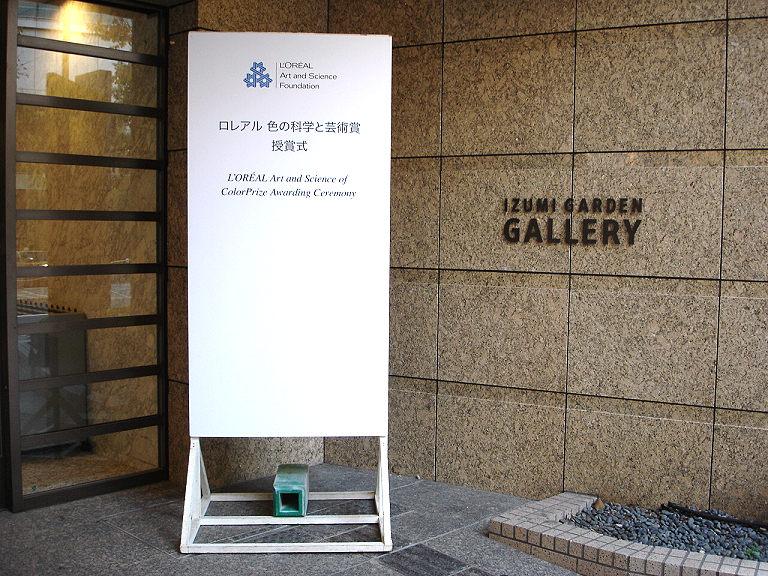 L'ORÉAL
Art and Science
Foundation
ロレアル 色の科学と芸術賞
授賞式
L'ORÉAL Art and Science of
ColorPrize Awarding Ceremony
IZUMI GARDEN
GALLERY